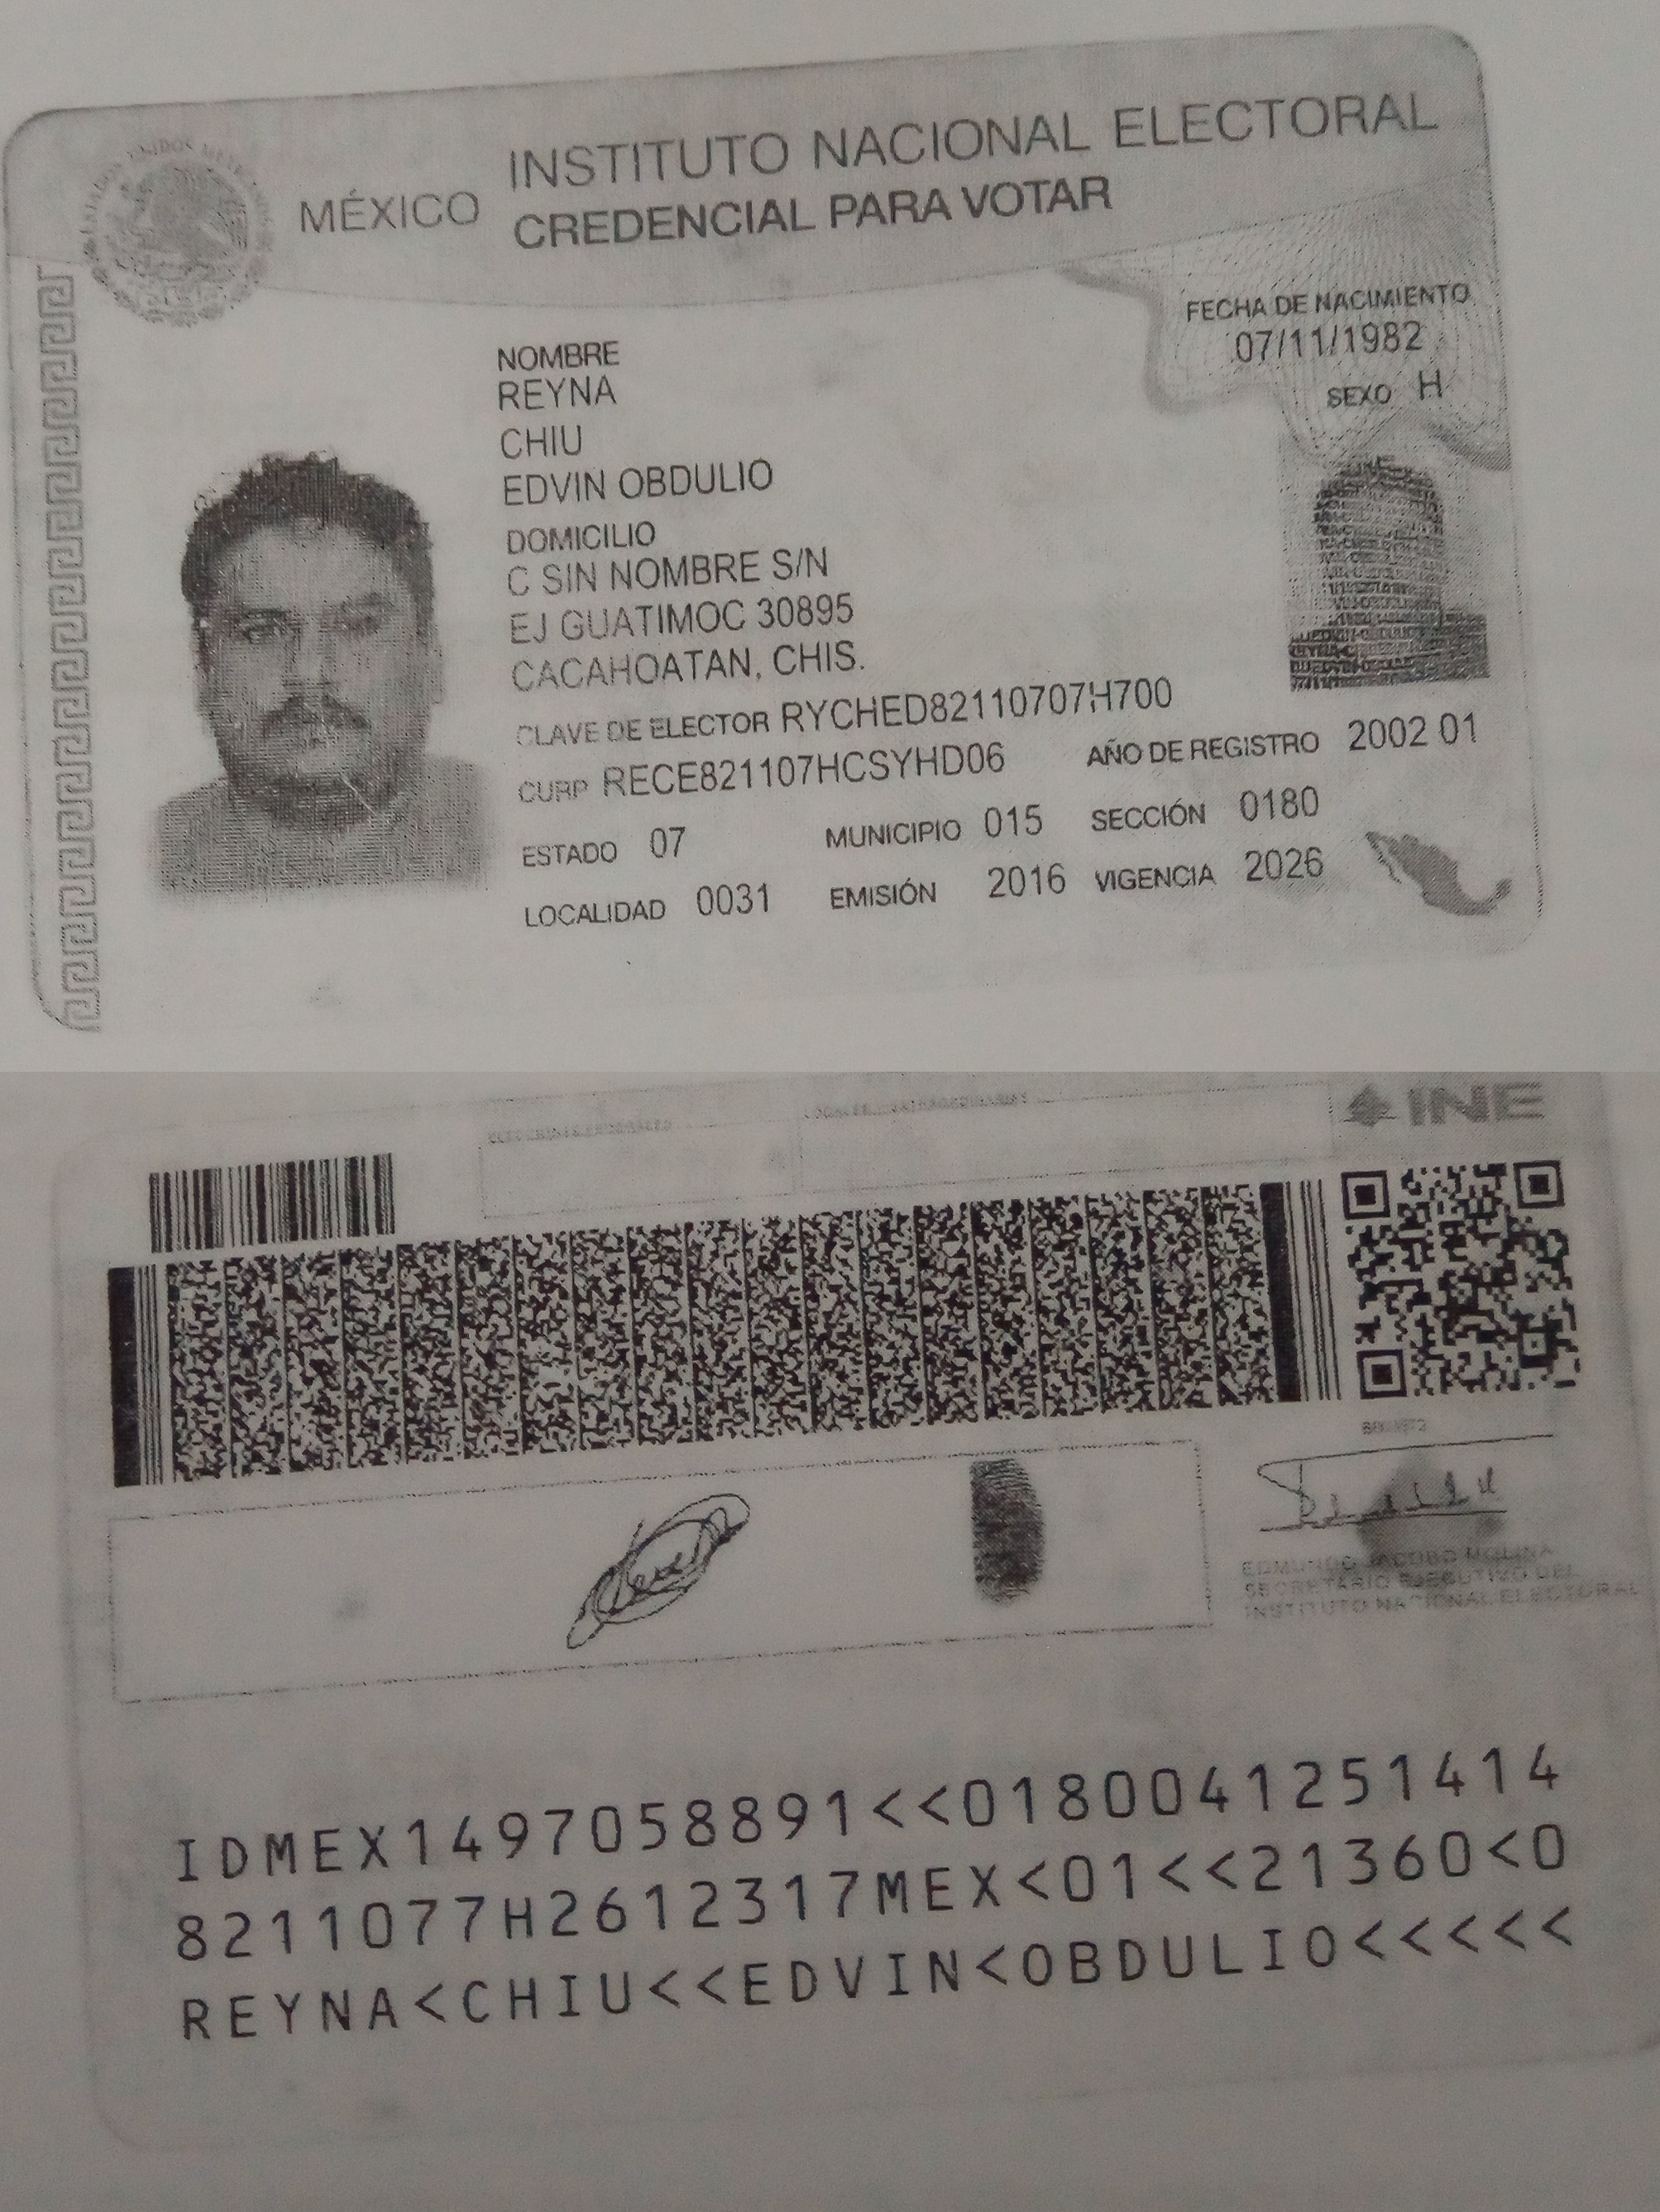 MÉXICO INSTITUTO NACIONAL ELECTORAL
CREDENCIAL PARA VOTAR
FECHA DE NACIMIENTO
07/11/1982
SEXO H
NOMBRE
REYNA
CHIU
EDVIN OBDULIO
DOMICILIO
C SIN NOMBRE S/N
EJ GUATIMOC 30895
CACAHOATAN, CHIS.
CLAVE DE ELECTOR RYCHED82110707H700
CURP RECE821107HCSYHD06 AÑO DE REGISTRO 2002 01
ESTADO 07 MUNICIPIO 015 SECCIÓN 0180
LOCALIDAD 0031 EMISIÓN 2016 VIGENCIA 2026
INE
EDMUNDO JACOBO MOLINA
SECRETARIO EJECUTIVO DEL
INSTITUTO NACIONAL ELECTORAL
IDMEX1497058891<<0180041251414
8211077H2612317MEX<01<<21360<0
REYNA<CHIU<<EDVIN<OBDULIO<<<<<